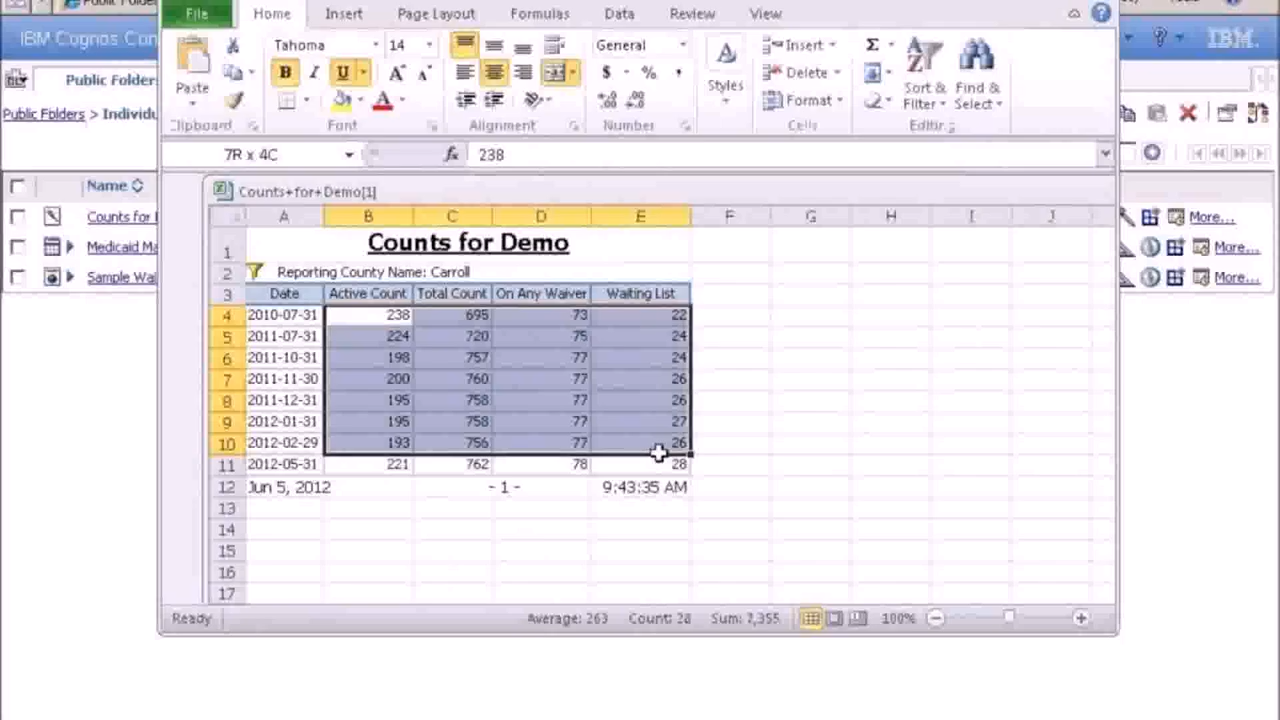 File Home Insert Page Layout Formulas Data Review View
IBM Cognos Con
IBM.
Public Folders
Public Folders > Individu
Paste
Tahoma 14
General
B I U
$ % ,
Styles
Insert
Delete
Format
Σ
Sort & Filter
Find & Select
Clipboard Font Alignment Number Cells Editing
7R x 4C fx 238
Name
Counts for
Medicaid Ma
Sample Wai
More...
More...
More...
Counts+for+Demo[1]
A B C D E F G H I J
1 Counts for Demo
2 Reporting County Name: Carroll
3 Date Active Count Total Count On Any Waiver Waiting List
4 2010-07-31 238 695 73 22
5 2011-07-31 224 720 75 24
6 2011-10-31 198 757 77 24
7 2011-11-30 200 760 77 26
8 2011-12-31 195 758 77 26
9 2012-01-31 195 758 77 27
10 2012-02-29 193 756 77 26
11 2012-05-31 221 762 78 28
12 Jun 5, 2012 - 1 - 9:43:35 AM
13
14
15
16
17
Ready Average: 263 Count: 28 Sum: 7,355 100%